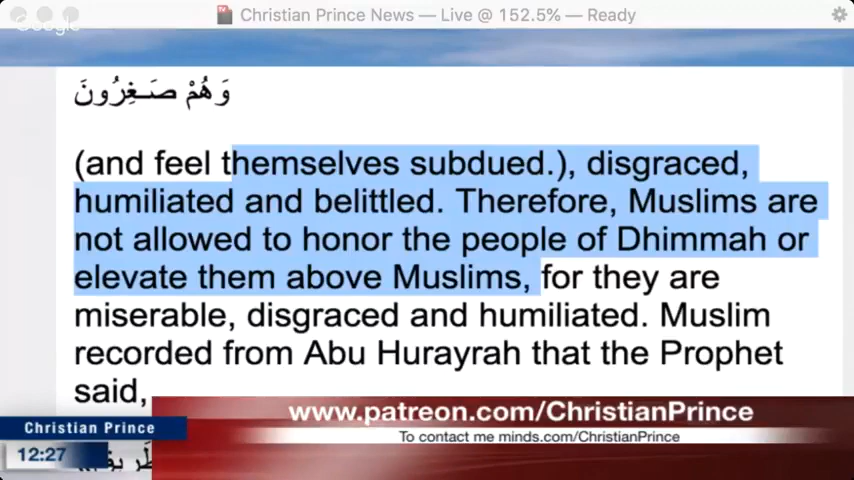 Christian Prince News — Live @ 152.5% — Ready
Google
وَهُمْ صَـغِرُونَ
(and feel themselves subdued.), disgraced,
humiliated and belittled. Therefore, Muslims are
not allowed to honor the people of Dhimmah or
elevate them above Muslims, for they are
miserable, disgraced and humiliated. Muslim
recorded from Abu Hurayrah that the Prophet
said,
www.patreon.com/ChristianPrince
Christian Prince
To contact me minds.com/ChristianPrince
12:27